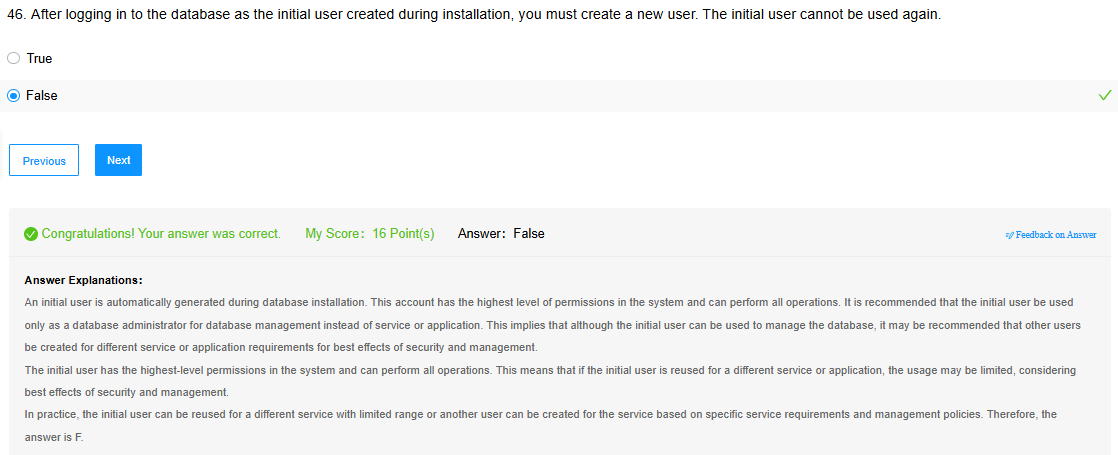 46. After logging in to the database as the initial user created during installation, you must create a new user. The initial user cannot be used again.
True
False
Previous
Next
Congratulations! Your answer was correct. My Score: 16 Point(s) Answer: False
Feedback on Answer
Answer Explanations:
An initial user is automatically generated during database installation. This account has the highest level of permissions in the system and can perform all operations. It is recommended that the initial user be used
only as a database administrator for database management instead of service or application. This implies that although the initial user can be used to manage the database, it may be recommended that other users
be created for different service or application requirements for best effects of security and management.
The initial user has the highest-level permissions in the system and can perform all operations. This means that if the initial user is reused for a different service or application, the usage may be limited, considering
best effects of security and management.
In practice, the initial user can be reused for a different service with limited range or another user can be created for the service based on specific service requirements and management policies. Therefore, the
answer is F.